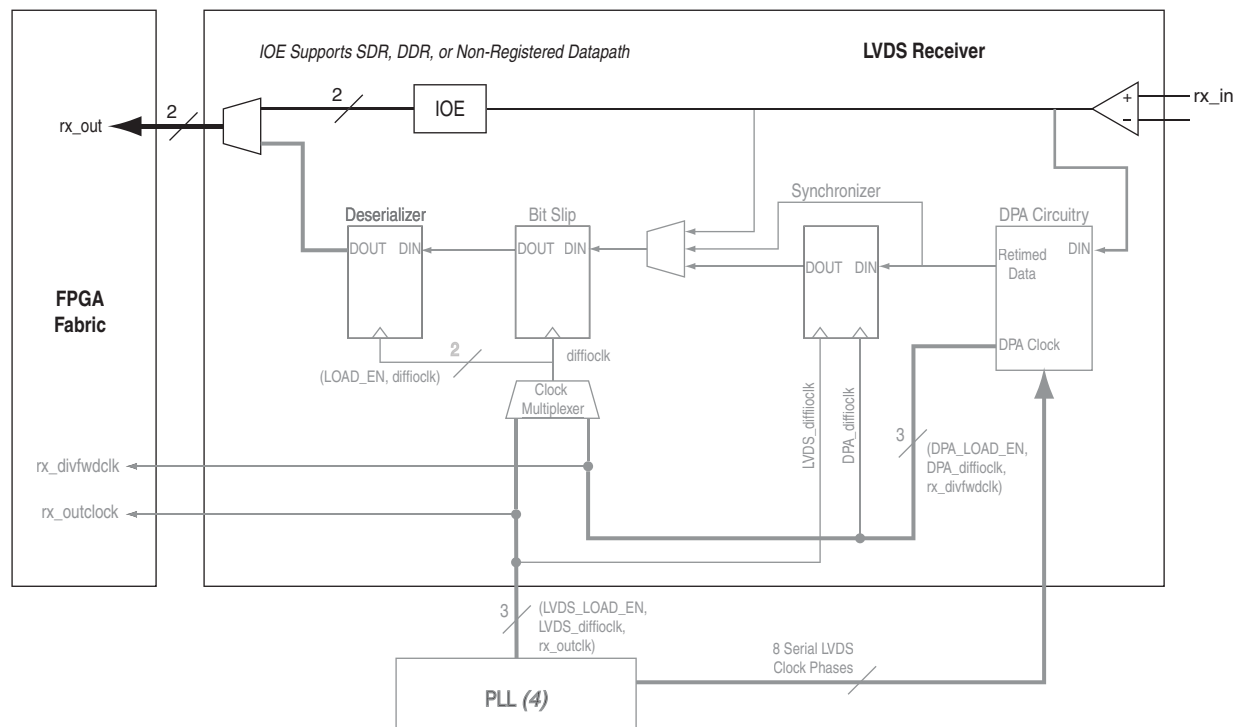 IOE Supports SDR, DDR, or Non-Registered Datapath
LVDS Receiver
2
2
IOE
+
−
rx_in
rx_out
Synchronizer
Deserializer
Bit Slip
DPA Circuitry
DOUT DIN
DOUT DIN
DOUT DIN
Retimed
Data
DIN
FPGA
Fabric
DPA Clock
2
diffioclk
(LOAD_EN, diffioclk)
Clock
Multiplexer
LVDS_diffiioclk
DPA_diffioclk
3
(DPA_LOAD_EN,
DPA_diffioclk,
rx_divfwdclk)
rx_divfwdclk
rx_outclock
3
(LVDS_LOAD_EN,
LVDS_diffioclk,
rx_outclk)
8 Serial LVDS
Clock Phases
PLL (4)